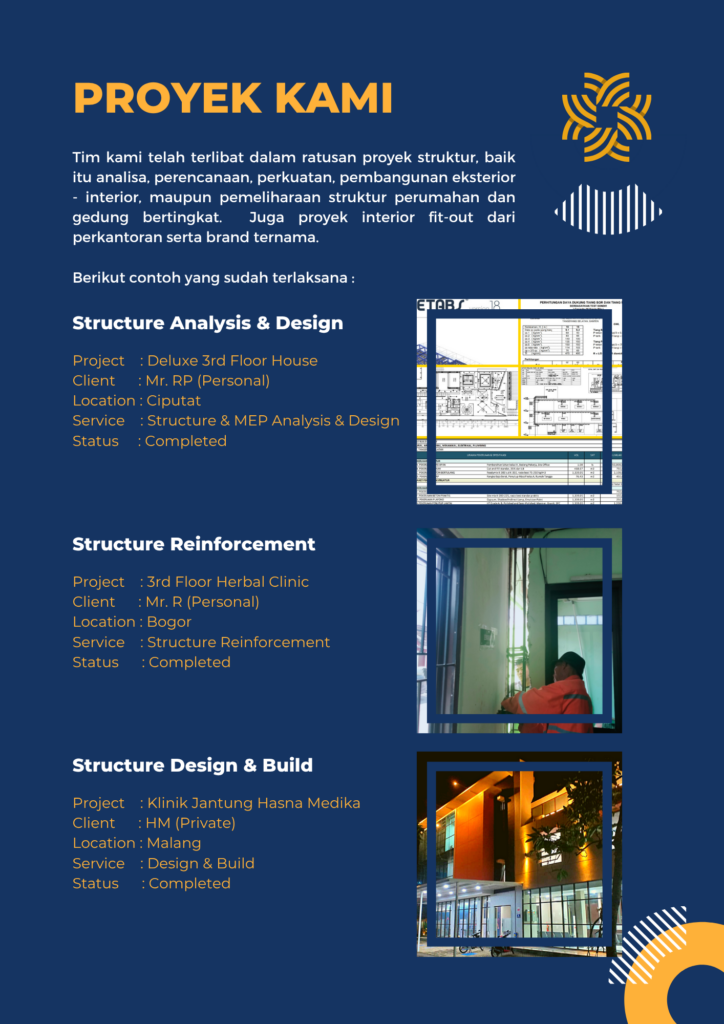 PROYEK KAMI
Tim kami telah terlibat dalam ratusan proyek struktur, baik
itu analisa, perencanaan, perkuatan, pembangunan eksterior
- interior, maupun pemeliharaan struktur perumahan dan
gedung bertingkat. Juga proyek interior fit-out dari
perkantoran serta brand ternama.
Berikut contoh yang sudah terlaksana :
Structure Analysis & Design
Project : Deluxe 3rd Floor House
Client : Mr. RP (Personal)
Location : Ciputat
Service : Structure & MEP Analysis & Design
Status : Completed
ETABS
18
Structure Reinforcement
Project : 3rd Floor Herbal Clinic
Client : Mr. R (Personal)
Location : Bogor
Service : Structure Reinforcement
Status : Completed
Structure Design & Build
Project : Klinik Jantung Hasna Medika
Client : HM (Private)
Location : Malang
Service : Design & Build
Status : Completed